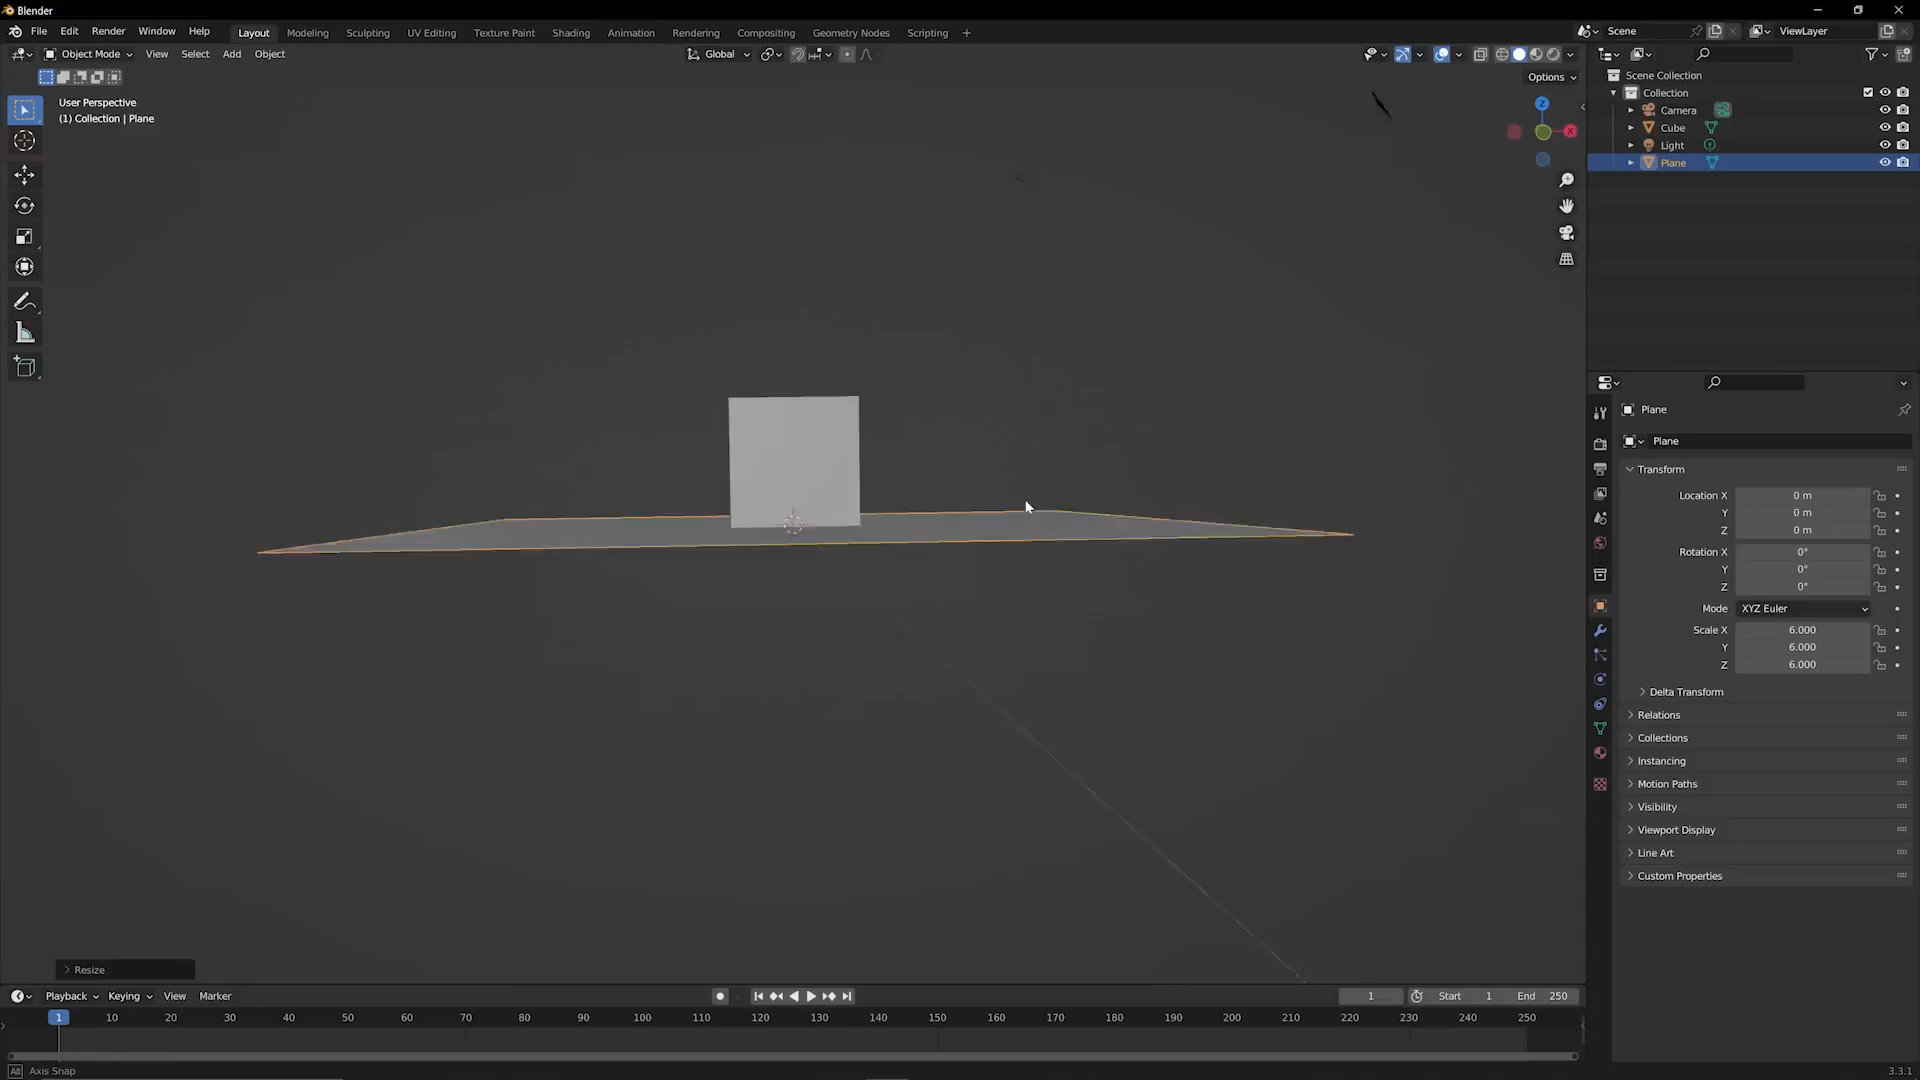 Blender
File Edit Render Window Help Layout Modeling Sculpting UV Editing Texture Paint Shading Animation Rendering Compositing Geometry Nodes Scripting + Scene ViewLayer
Object Mode View Select Add Object Global
Options
User Perspective
(1) Collection | Plane
Z
X
Scene Collection
Collection
Camera
Cube
Light
Plane
Plane
Plane
Transform
Location X 0 m
Y 0 m
Z 0 m
Rotation X 0°
Y 0°
Z 0°
Mode XYZ Euler
Scale X 6.000
Y 6.000
Z 6.000
Delta Transform
Relations
Collections
Instancing
Motion Paths
Visibility
Viewport Display
Line Art
Custom Properties
Resize
Playback Keying View Marker 1 Start 1 End 250
1 10 20 30 40 50 60 70 80 90 100 110 120 130 140 150 160 170 180 190 200 210 220 230 240 250
Alt Axis Snap 3.3.1